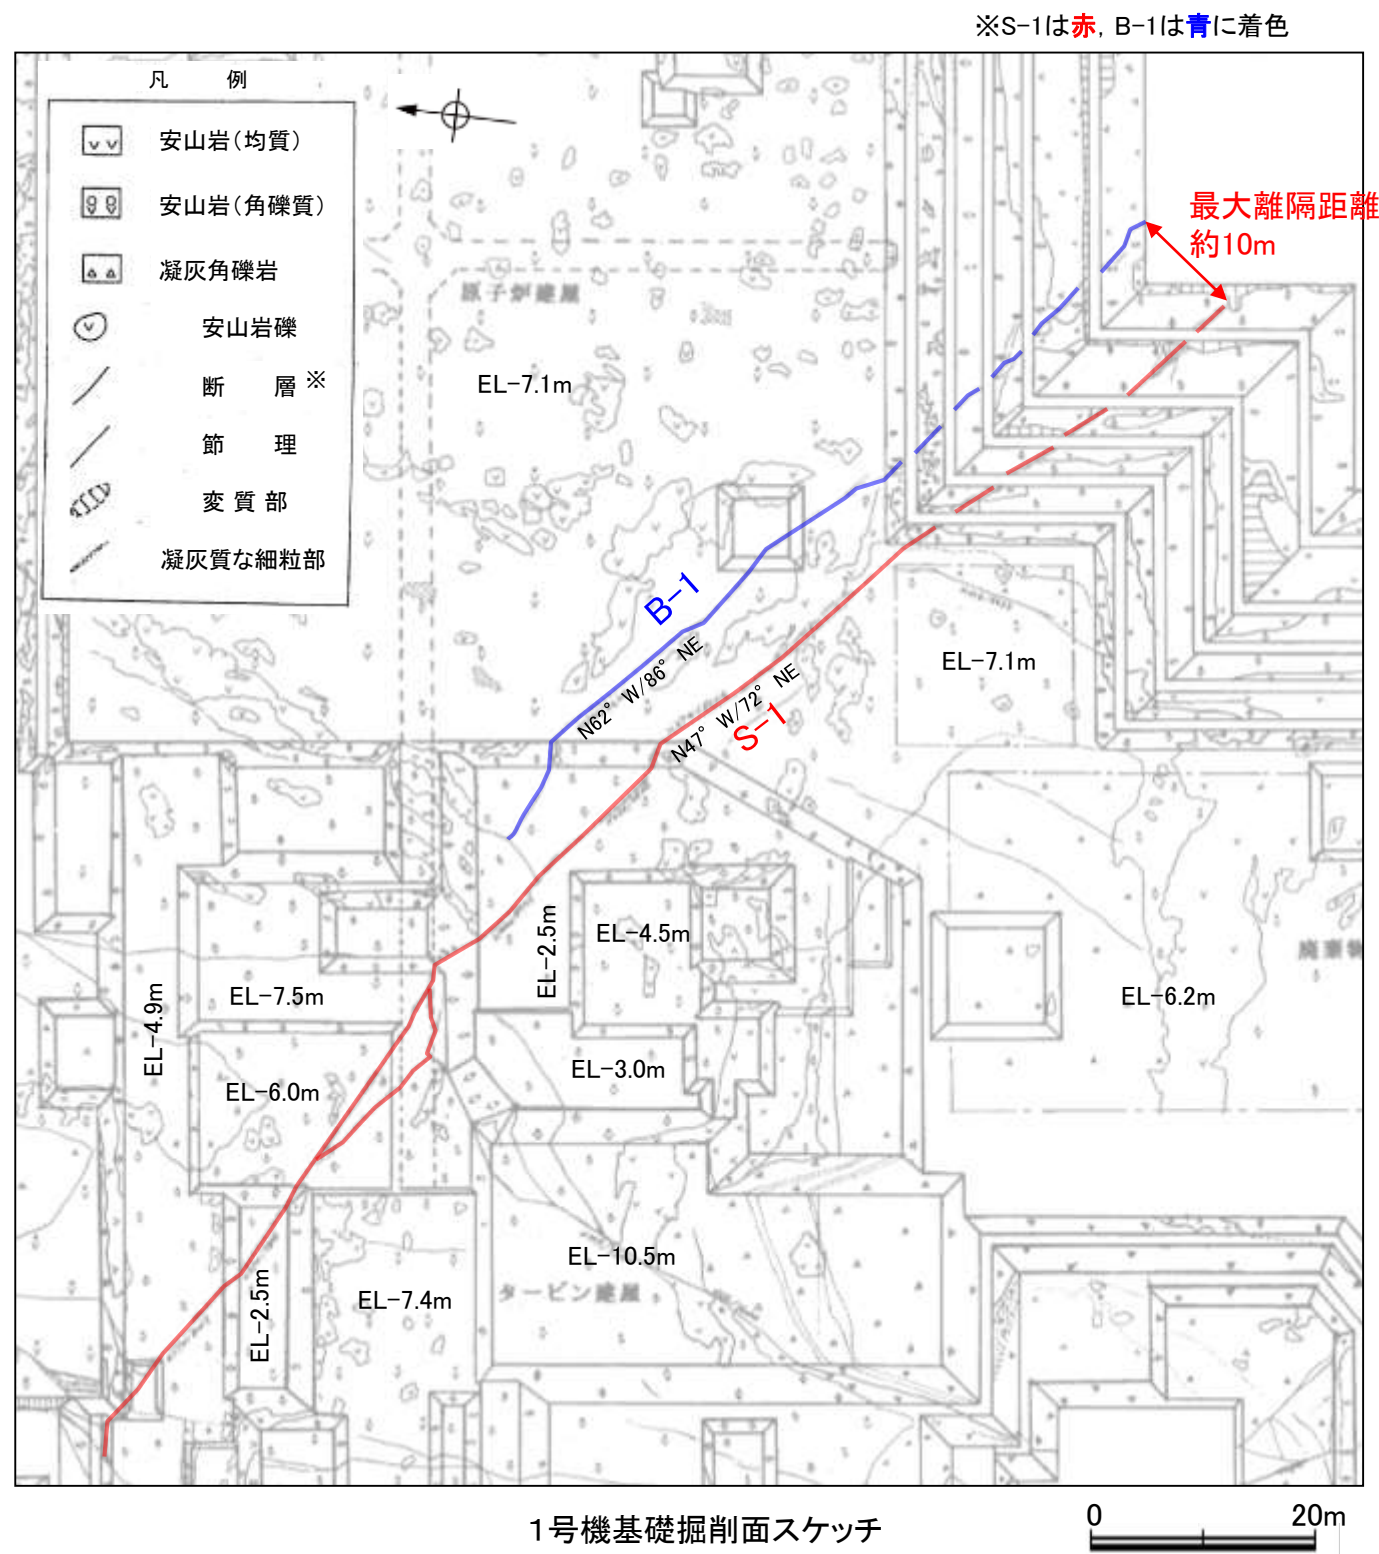 ※S-1は赤，B-1は青に着色
凡 例
安山岩(均質)
安山岩(角礫質)
凝灰角礫岩
安山岩礫
断 層※
節 理
変 質 部
凝灰質な細粒部
最大離隔距離
約10m
原子炉建屋
EL-7.1m
B-1
N62° W/86° NE
EL-7.1m
S-1
N47° W/72° NE
EL-2.5m
EL-4.5m
EL-4.9m
EL-7.5m
EL-6.2m
EL-3.0m
EL-6.0m
EL-10.5m
タービン建屋
EL-2.5m
EL-7.4m
1号機基礎掘削面スケッチ
0 20m